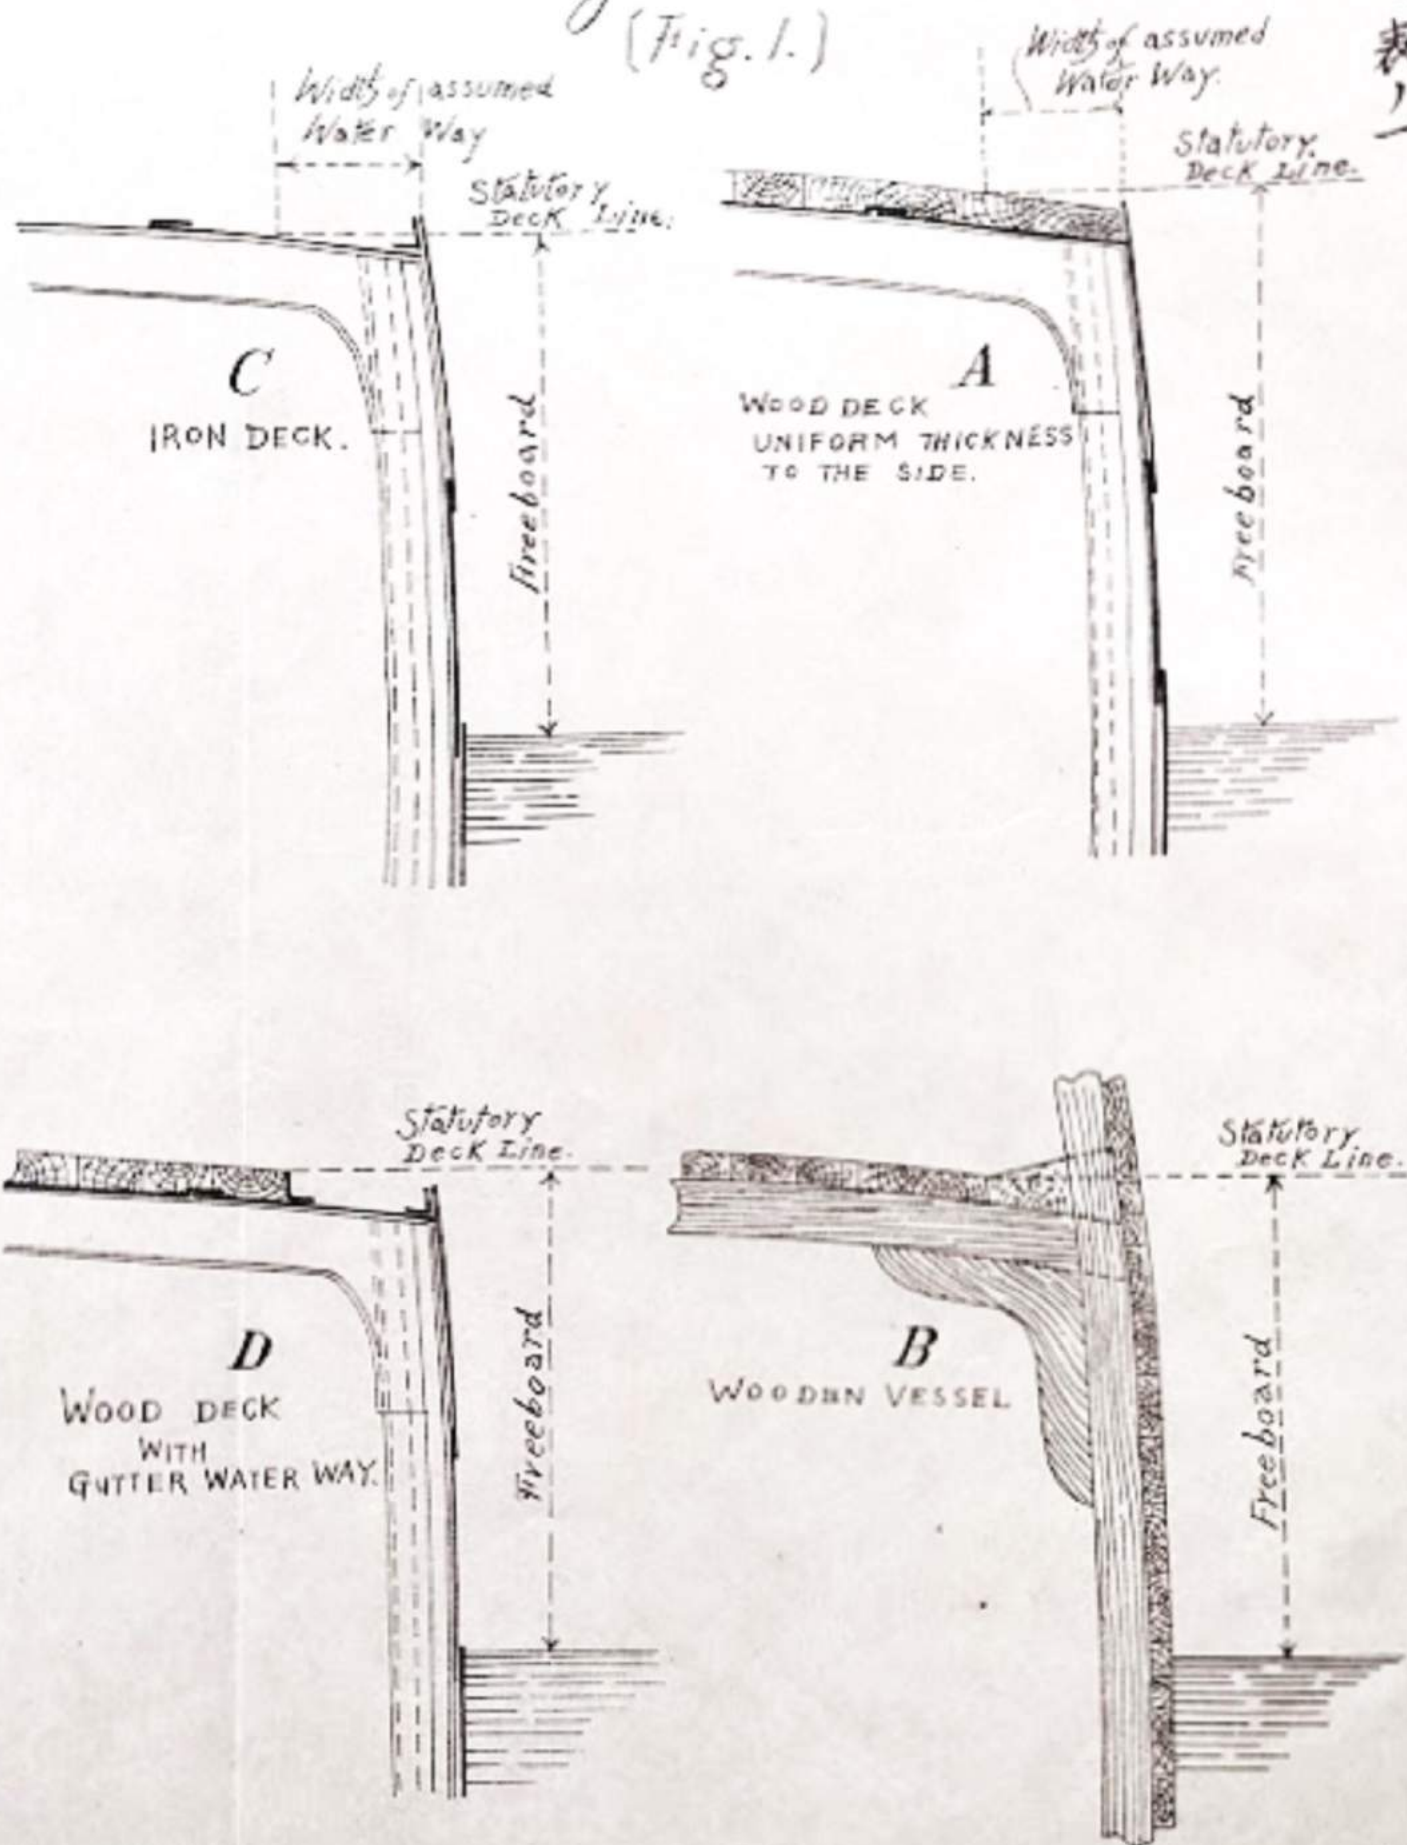 (Fig. 1.)
Width of assumed
Water Way
Statutory
Deck Line.
C
IRON DECK.
Freeboard
Width of assumed
Water Way.
Statutory
Deck Line.
A
WOOD DECK
UNIFORM THICKNESS
TO THE SIDE.
Freeboard
Statutory
Deck Line.
D
WOOD DECK
WITH
GUTTER WATER WAY.
Freeboard
Statutory
Deck Line.
B
WOODEN VESSEL
Freeboard